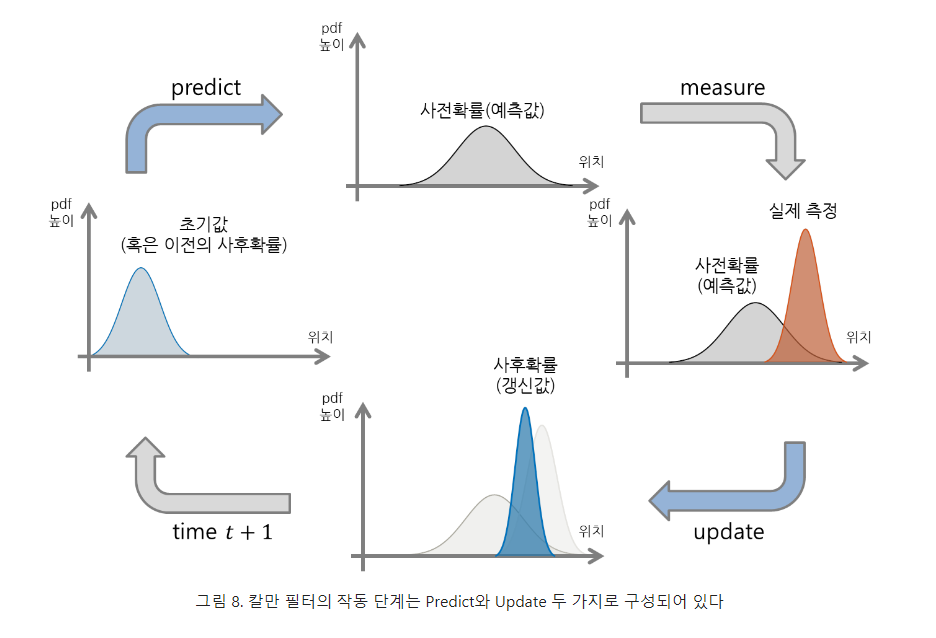 pdf
높이
predict
사전확률(예측값)
위치
measure
pdf
높이
초기값
(혹은 이전의 사후확률)
위치
pdf
높이
실제 측정
사전확률
(예측값)
위치
pdf
높이
사후확률
(갱신값)
위치
time t + 1
update
그림 8. 칼만 필터의 작동 단계는 Predict와 Update 두 가지로 구성되어 있다